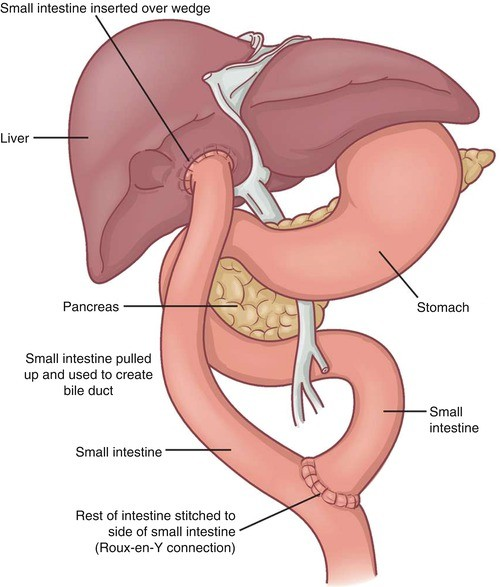 Small intestine inserted over wedge
Liver
Pancreas
Stomach
Small intestine pulled
up and used to create
bile duct
Small
intestine
Small intestine
Rest of intestine stitched to
side of small intestine
(Roux-en-Y connection)